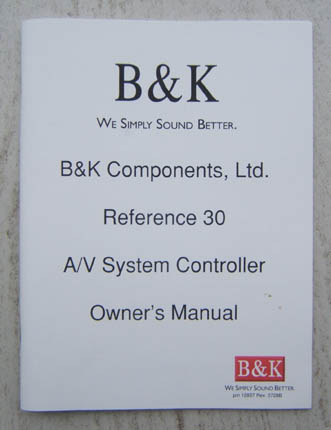 B&K
WE SIMPLY SOUND BETTER.
B&K Components, Ltd.
Reference 30
A/V System Controller
Owner's Manual
B&K
WE SIMPLY SOUND BETTER.